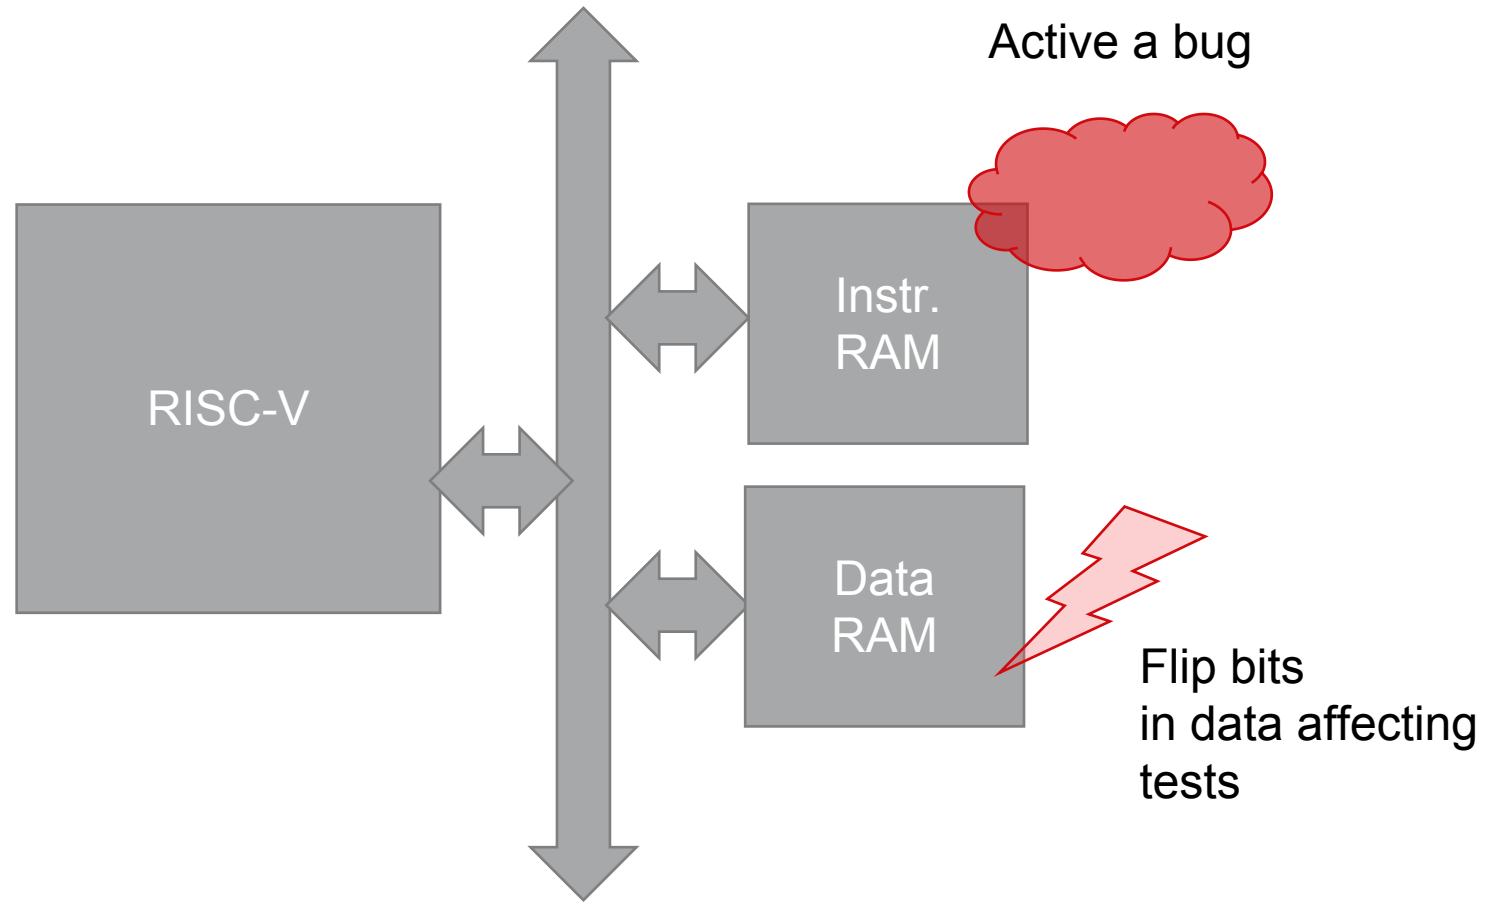 Active a bug
Instr.
RAM
RISC-V
Data
RAM
Flip bits
in data affecting
tests